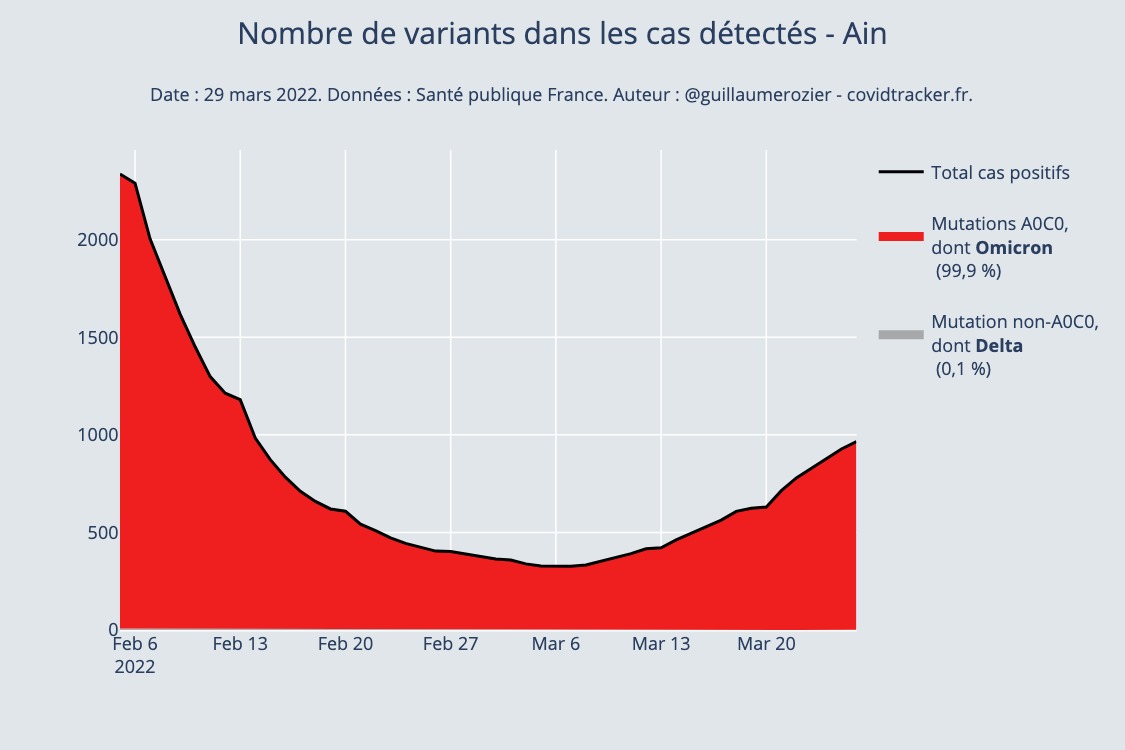 Nombre de variants dans les cas détectés - Ain
Date : 29 mars 2022. Données : Santé publique France. Auteur : @guillaumerozier - covidtracker.fr.
Total cas positifs
Mutations A0C0,
dont Omicron
(99,9 %)
Mutation non-A0C0,
dont Delta
(0,1 %)
2000
1500
1000
500
0
Feb 6 Feb 13 Feb 20 Feb 27 Mar 6 Mar 13 Mar 20
2022